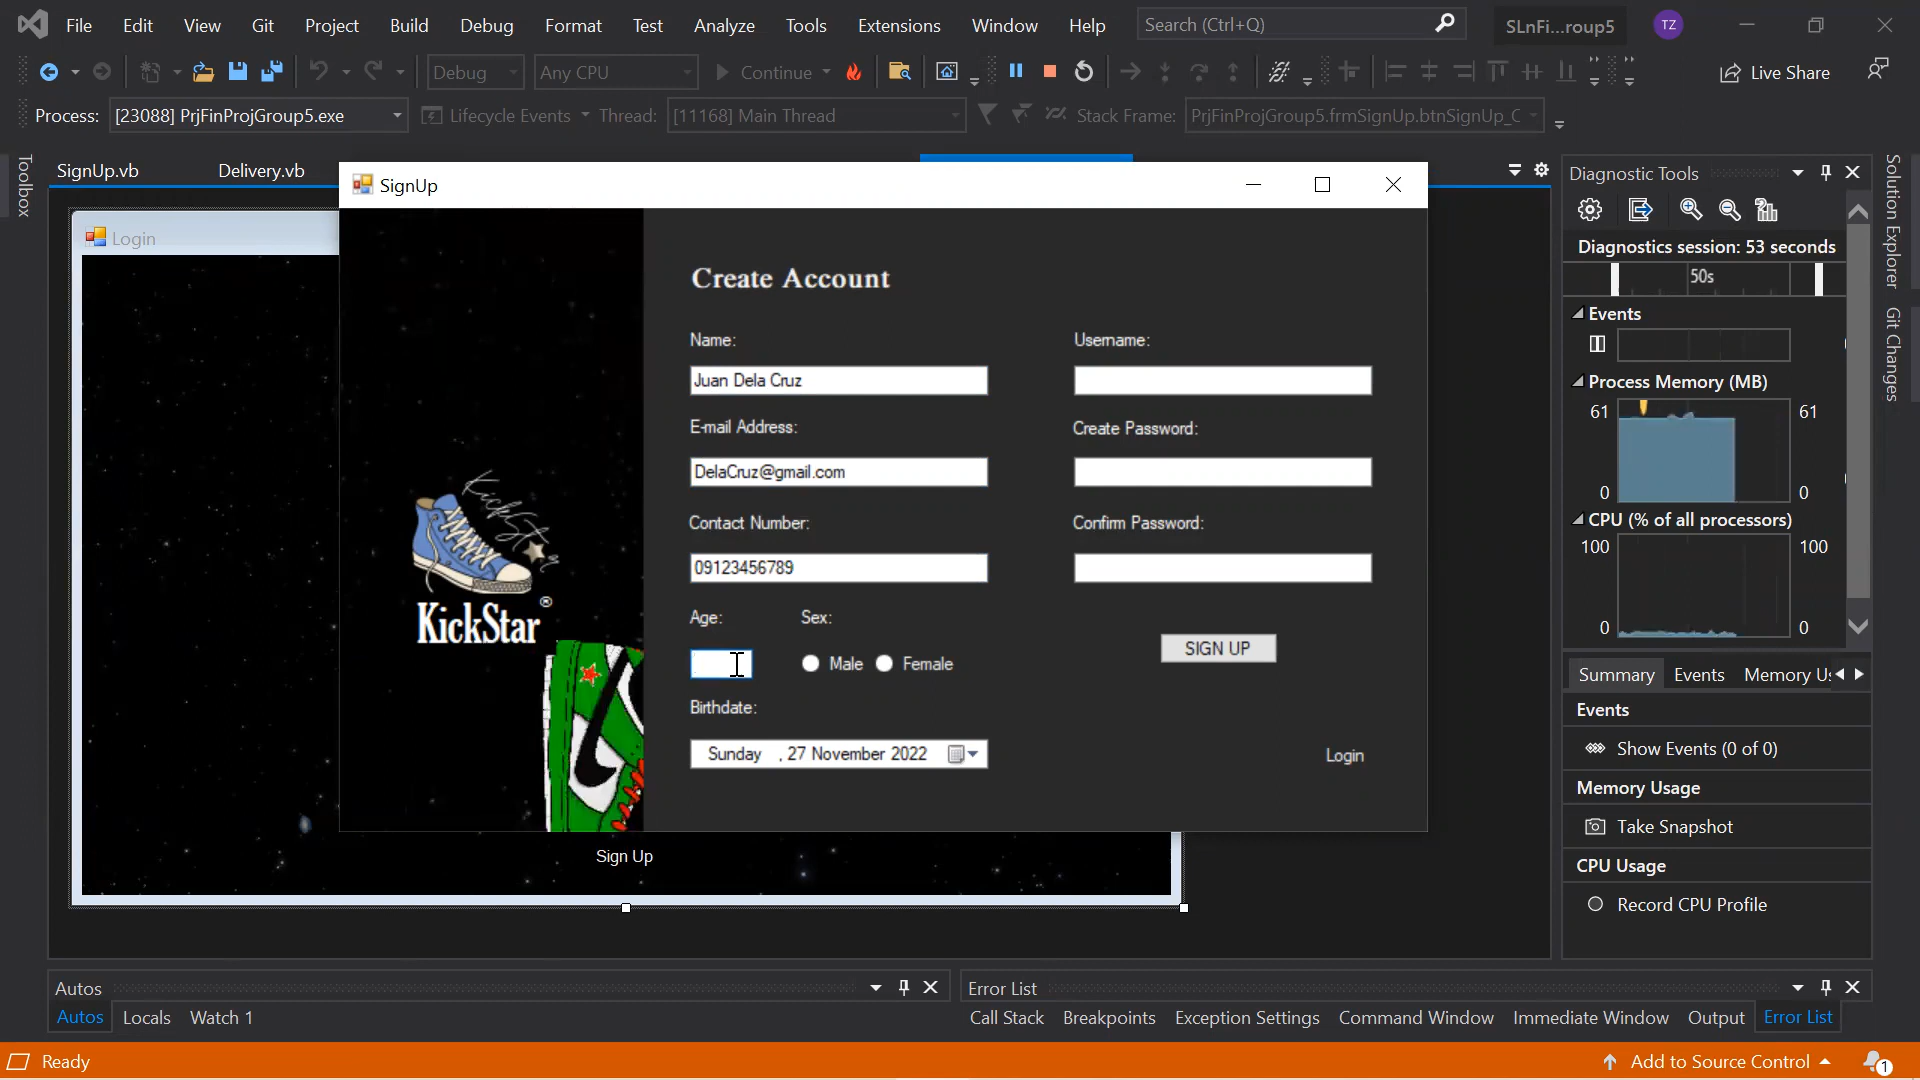 File Edit View Git Project Build Debug Format Test Analyze Tools Extensions Window Help Search (Ctrl+Q) SLnFi...roup5 TZ
Debug Any CPU Continue Live Share
Process: [23088] PrjFinProjGroup5.exe Lifecycle Events Thread: [11168] Main Thread Stack Frame: PrjFinProjGroup5.frmSignUp.btnSignUp_C
Toolbox
SignUp.vb Delivery.vb
Login
SignUp
KickStar
KickStar®
Create Account
Name:
Juan Dela Cruz
E-mail Address:
DelaCruz@gmail.com
Contact Number:
09123456789
Age: Sex:
Male Female
Birthdate:
Sunday , 27 November 2022
Username:
Create Password:
Confirm Password:
SIGN UP
Login
Sign Up
Diagnostic Tools
Diagnostics session: 53 seconds
50s
Events
Process Memory (MB)
61 61
0 0
CPU (% of all processors)
100 100
0 0
Summary Events Memory Us
Events
Show Events (0 of 0)
Memory Usage
Take Snapshot
CPU Usage
Record CPU Profile
Solution Explorer
Git Changes
Autos
Autos Locals Watch 1
Error List
Call Stack Breakpoints Exception Settings Command Window Immediate Window Output Error List
Ready
Add to Source Control 1